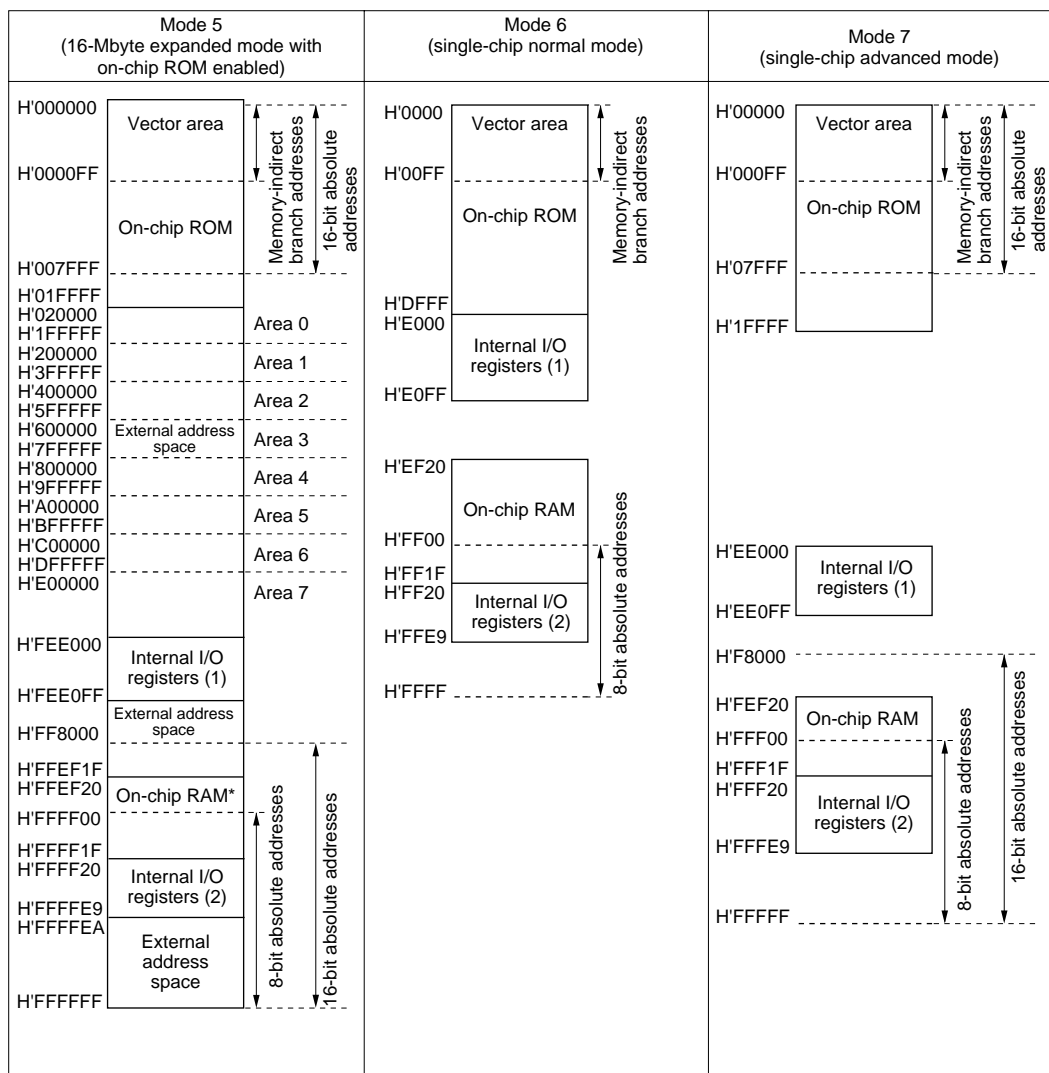 Mode 5
(16-Mbyte expanded mode with
on-chip ROM enabled)
H'000000
Vector area
H'0000FF
On-chip ROM
H'007FFF
H'01FFFF
H'020000
H'1FFFFF
H'200000
H'3FFFFF
H'400000
H'5FFFFF
H'600000
H'7FFFFF
H'800000
H'9FFFFF
H'A00000
H'BFFFFF
H'C00000
H'DFFFFF
H'E00000
External address
space
Area 0
Area 1
Area 2
Area 3
Area 4
Area 5
Area 6
Area 7
H'FEE000
Internal I/O
registers (1)
H'FEE0FF
External address
space
H'FF8000
H'FFEF1F
H'FFEF20
On-chip RAM*
H'FFFF00
H'FFFF1F
H'FFFF20
Internal I/O
registers (2)
H'FFFFE9
H'FFFFEA
External
address
space
H'FFFFFF
Memory-indirect
branch addresses
16-bit absolute
addresses
8-bit absolute addresses
16-bit absolute addresses
Mode 6
(single-chip normal mode)
H'0000
Vector area
H'00FF
On-chip ROM
H'DFFF
H'E000
Internal I/O
registers (1)
H'E0FF
H'EF20
On-chip RAM
H'FF00
H'FF1F
H'FF20
Internal I/O
registers (2)
H'FFE9
H'FFFF
Memory-indirect
branch addresses
8-bit absolute addresses
Mode 7
(single-chip advanced mode)
H'00000
Vector area
H'000FF
On-chip ROM
H'07FFF
H'1FFFF
H'EE000
Internal I/O
registers (1)
H'EE0FF
H'F8000
H'FEF20
On-chip RAM
H'FFF00
H'FFF1F
H'FFF20
Internal I/O
registers (2)
H'FFFE9
H'FFFFF
Memory-indirect
branch addresses
16-bit absolute
addresses
8-bit absolute addresses
16-bit absolute addresses